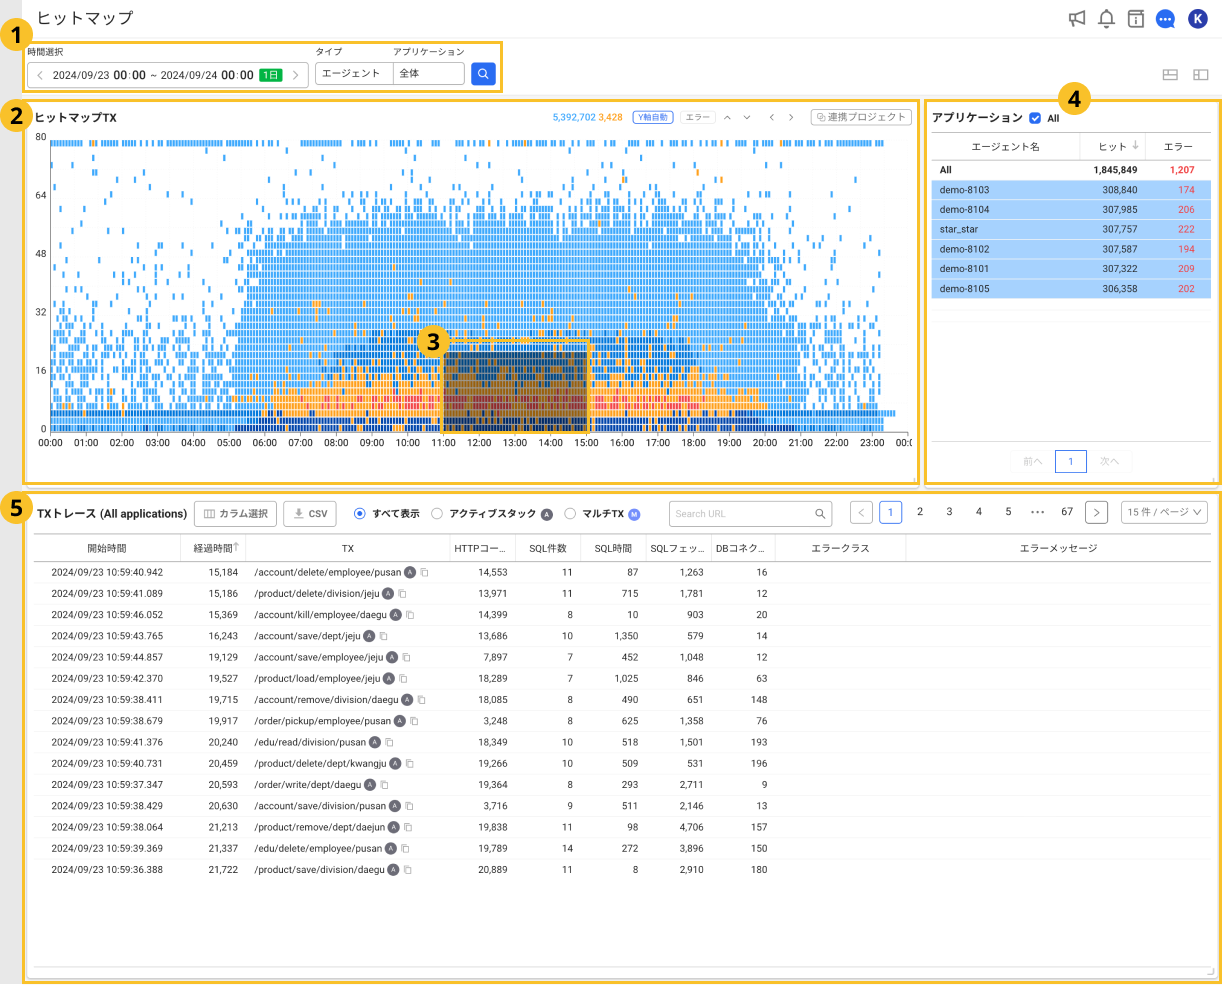 ヒットマップ
K
1
時間選択
タイプ
アプリケーション
2024/09/23 00:00 ~ 2024/09/24 00:00 1日
エージェント
全体
2
ヒットマップTX
5,392,702 3,428
Y軸自動
エラー
連携プロジェクト
80
64
48
32
16
0
3
00:00 01:00 02:00 03:00 04:00 05:00 06:00 07:00 08:00 09:00 10:00 11:00 12:00 13:00 14:00 15:00 16:00 17:00 18:00 19:00 20:00 21:00 22:00 23:00 00:0
4
アプリケーション All
エージェント名 ヒット エラー
All 1,845,849 1,207
demo-8103 308,840 174
demo-8104 307,985 206
star_star 307,757 222
demo-8102 307,587 194
demo-8101 307,322 209
demo-8105 306,358 202
前へ 1 次へ
5
TXトレース (All applications)
カラム選択
CSV
すべて表示
アクティブスタック A
マルチTX M
Search URL
1 2 3 4 5 ••• 67
15 件 / ページ
開始時間 経過時間 TX HTTPコー... SQL件数 SQL時間 SQLフェッ... DBコネク... エラークラス エラーメッセージ
2024/09/23 10:59:40.942 15,184 /account/delete/employee/pusan A 14,553 11 87 1,263 16
2024/09/23 10:59:41.089 15,186 /product/delete/division/jeju A 13,971 11 715 1,781 12
2024/09/23 10:59:46.052 15,369 /account/kill/employee/daegu A 14,399 8 10 903 20
2024/09/23 10:59:43.765 16,243 /account/save/dept/jeju A 13,686 10 1,350 579 14
2024/09/23 10:59:44.857 19,129 /account/save/employee/jeju A 7,897 7 452 1,048 12
2024/09/23 10:59:42.370 19,527 /product/load/employee/jeju A 18,289 7 1,025 846 63
2024/09/23 10:59:38.411 19,715 /account/remove/division/daegu A 18,085 8 490 651 148
2024/09/23 10:59:38.679 19,917 /order/pickup/employee/pusan A 3,248 8 625 1,358 76
2024/09/23 10:59:41.376 20,240 /edu/read/division/pusan A 18,349 10 518 1,501 193
2024/09/23 10:59:40.731 20,459 /product/delete/dept/kwangju A 19,266 10 509 531 196
2024/09/23 10:59:37.347 20,593 /order/write/dept/daegu A 19,364 8 293 2,711 9
2024/09/23 10:59:38.429 20,630 /account/save/division/pusan A 3,716 9 511 2,146 13
2024/09/23 10:59:38.064 21,213 /product/remove/dept/daejun A 19,838 11 98 4,706 157
2024/09/23 10:59:39.369 21,337 /edu/delete/employee/pusan A 19,789 14 272 3,896 150
2024/09/23 10:59:36.388 21,722 /product/save/division/daegu A 20,889 11 8 2,910 180